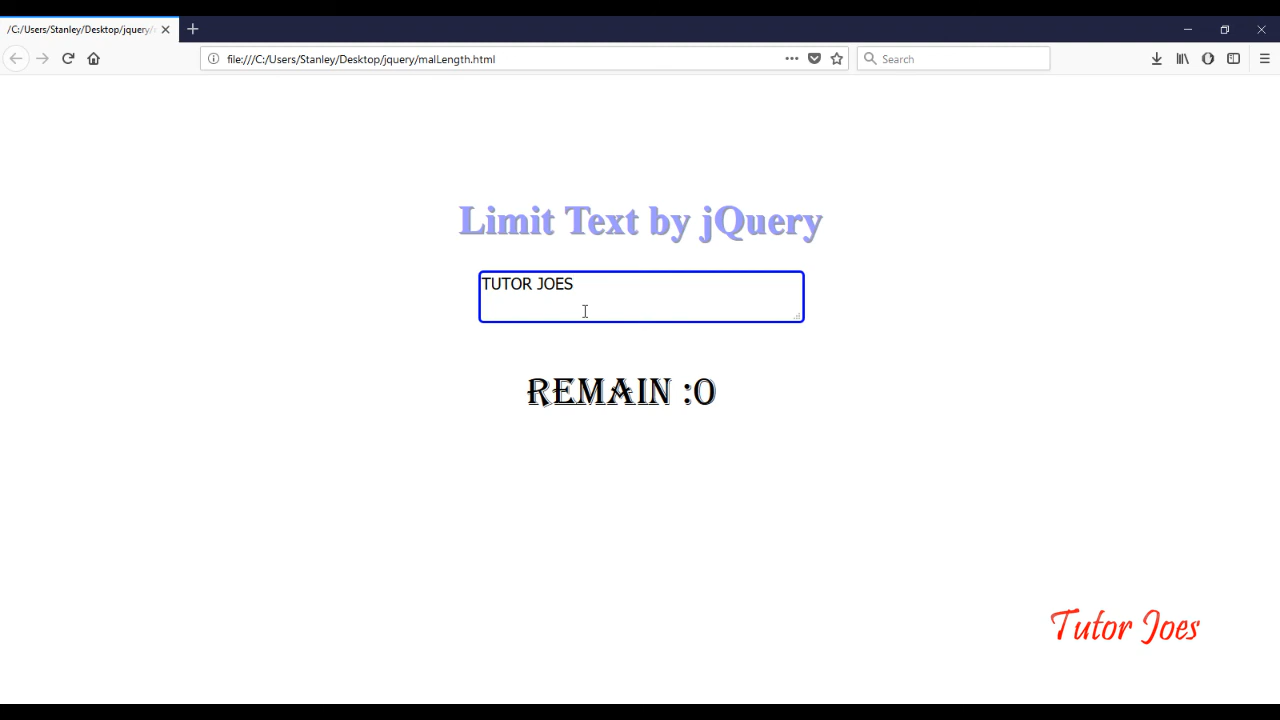 /C:/Users/Stanley/Desktop/jquery/
file:///C:/Users/Stanley/Desktop/jquery/malLength.html
Search
Limit Text by jQuery
TUTOR JOES
REMAIN :0
Tutor Joes